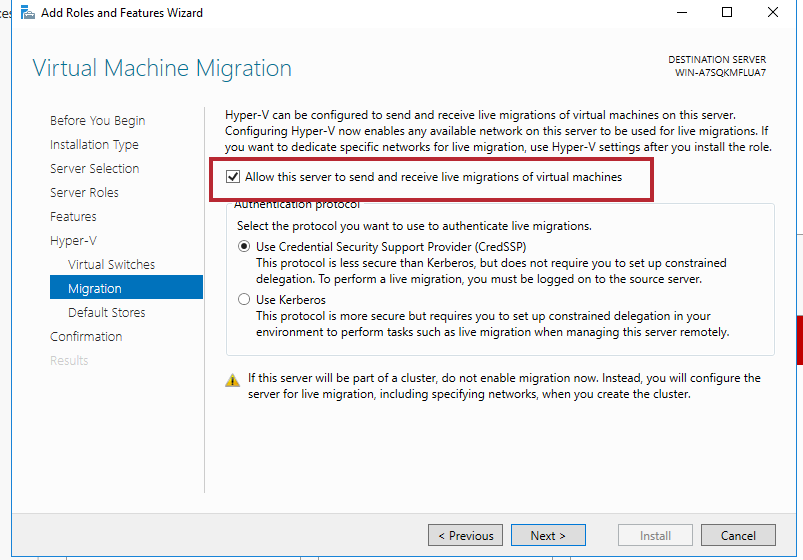 Add Roles and Features Wizard
Virtual Machine Migration
DESTINATION SERVER
WIN-A7SQKMFLUA7
Before You Begin
Installation Type
Server Selection
Server Roles
Features
Hyper-V
Virtual Switches
Migration
Default Stores
Confirmation
Results
Hyper-V can be configured to send and receive live migrations of virtual machines on this server.
Configuring Hyper-V now enables any available network on this server to be used for live migrations. If
you want to dedicate specific networks for live migration, use Hyper-V settings after you install the role.
Allow this server to send and receive live migrations of virtual machines
Authentication protocol
Select the protocol you want to use to authenticate live migrations.
Use Credential Security Support Provider (CredSSP)
This protocol is less secure than Kerberos, but does not require you to set up constrained
delegation. To perform a live migration, you must be logged on to the source server.
Use Kerberos
This protocol is more secure but requires you to set up constrained delegation in your
environment to perform tasks such as live migration when managing this server remotely.
If this server will be part of a cluster, do not enable migration now. Instead, you will configure the
server for live migration, including specifying networks, when you create the cluster.
< Previous
Next >
Install
Cancel